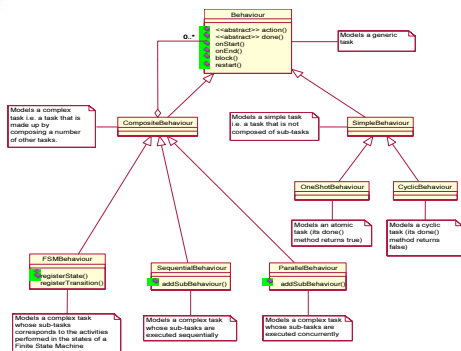 Behaviour
<<abstract>> action()
<<abstract>> done()
onStart()
onEnd()
block()
restart()
0..*
Models a generic
task
Models a complex
task i.e. a task that is
made up by
composing a number
of other tasks.
CompositeBehaviour
Models a simple task
i.e. a task that is not
composed of sub-tasks
SimpleBehaviour
OneShotBehaviour
CyclicBehaviour
Models an atomic
task (its done()
method returns true)
Models a cyclic
task (its done()
method returns
false)
FSMBehaviour
registerState()
registerTransition()
SequentialBehaviour
addSubBehaviour()
ParallelBehaviour
addSubBehaviour()
Models a complex task
whose sub-tasks
corresponds to the activities
performed in the states of a
Finite State Machine
Models a complex task
whose sub-tasks are
executed sequentially
Models a complex task
whose sub-tasks are
executed concurrently